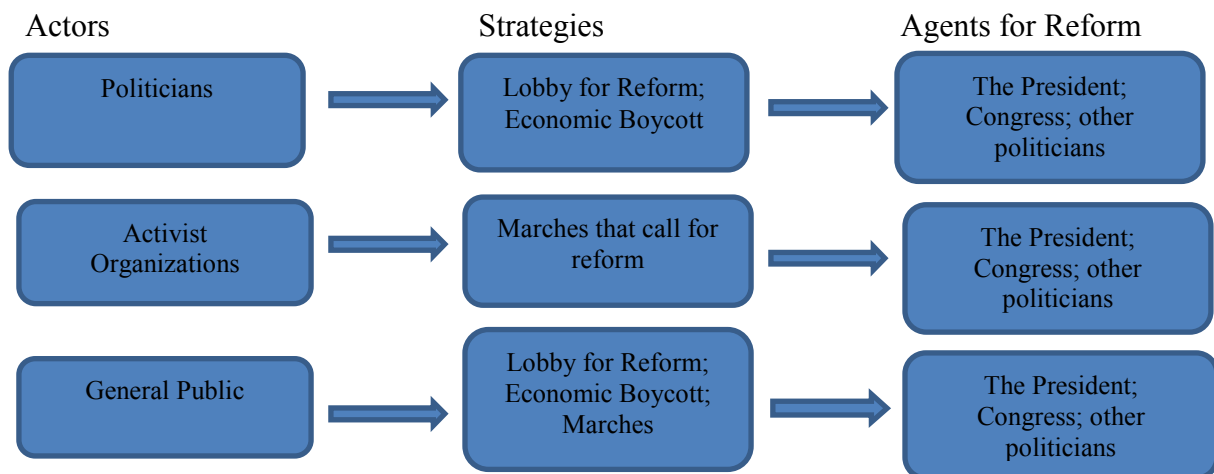 Actors
Strategies
Agents for Reform
Politicians
Lobby for Reform;
Economic Boycott
The President;
Congress; other
politicians
Activist
Organizations
Marches that call for
reform
The President;
Congress; other
politicians
General Public
Lobby for Reform;
Economic Boycott;
Marches
The President;
Congress; other
politicians